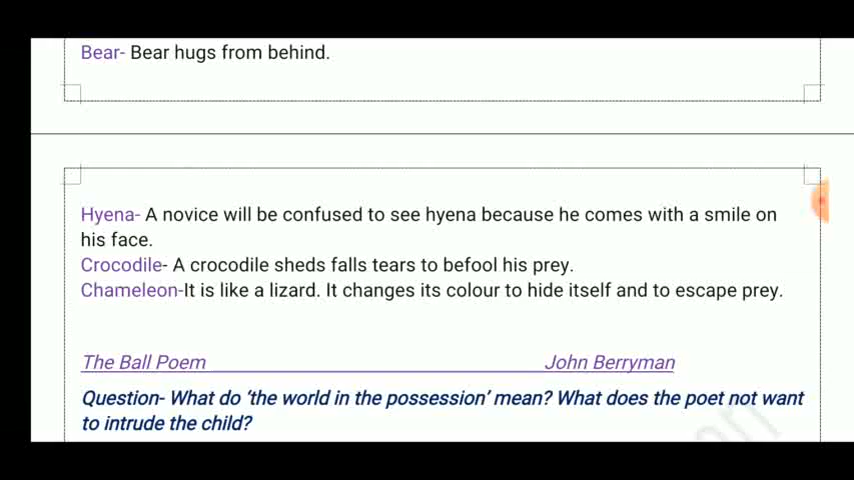 Bear- Bear hugs from behind.
Hyena- A novice will be confused to see hyena because he comes with a smile on
his face.
Crocodile- A crocodile sheds falls tears to befool his prey.
Chameleon-It is like a lizard. It changes its colour to hide itself and to escape prey.
The Ball Poem John Berryman
Question- What do ‘the world in the possession’ mean? What does the poet not want
to intrude the child?